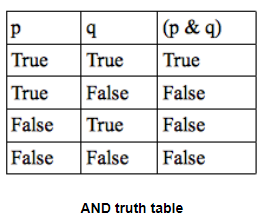 p q (p & q)
True True True
True False False
False True False
False False False
AND truth table